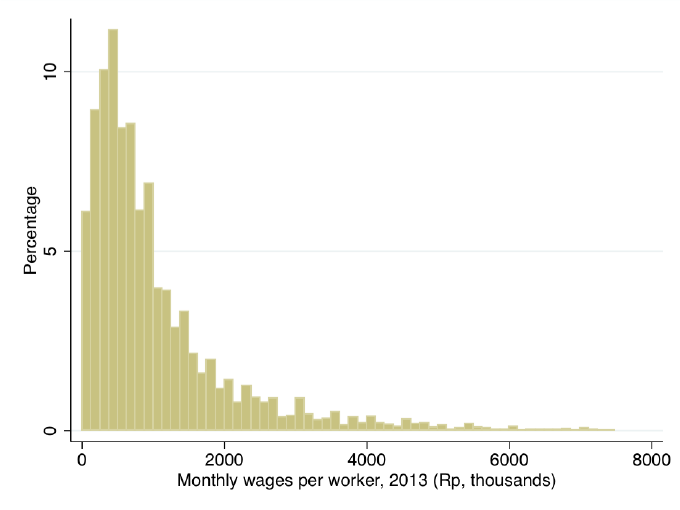 10
5
0
Percentage
0 2000 4000 6000 8000
Monthly wages per worker, 2013 (Rp, thousands)